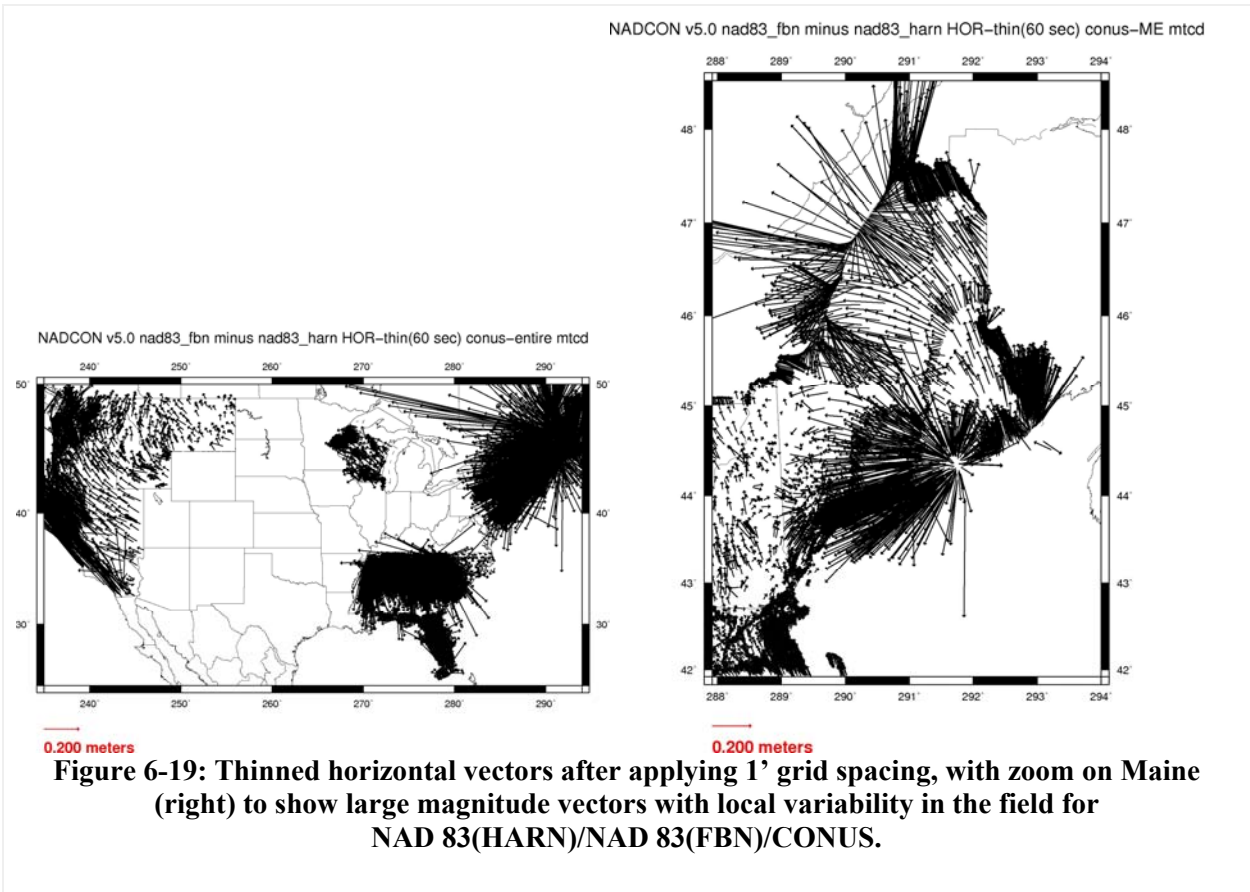 NADCON v5.0 nad83_fbn minus nad83_harn HOR−thin(60 sec) conus−ME mtcd
288˚ 289˚ 290˚ 291˚ 292˚ 293˚ 294˚
48˚ 48˚
47˚ 47˚
46˚ 46˚
45˚ 45˚
44˚ 44˚
43˚ 43˚
42˚ 42˚
288˚ 289˚ 290˚ 291˚ 292˚ 293˚ 294˚
0.200 meters
NADCON v5.0 nad83_fbn minus nad83_harn HOR−thin(60 sec) conus−entire mtcd
240˚ 250˚ 260˚ 270˚ 280˚ 290˚
50˚ 50˚
40˚ 40˚
30˚ 30˚
240˚ 250˚ 260˚ 270˚ 280˚ 290˚
0.200 meters
Figure 6-19: Thinned horizontal vectors after applying 1’ grid spacing, with zoom on Maine
(right) to show large magnitude vectors with local variability in the field for
NAD 83(HARN)/NAD 83(FBN)/CONUS.